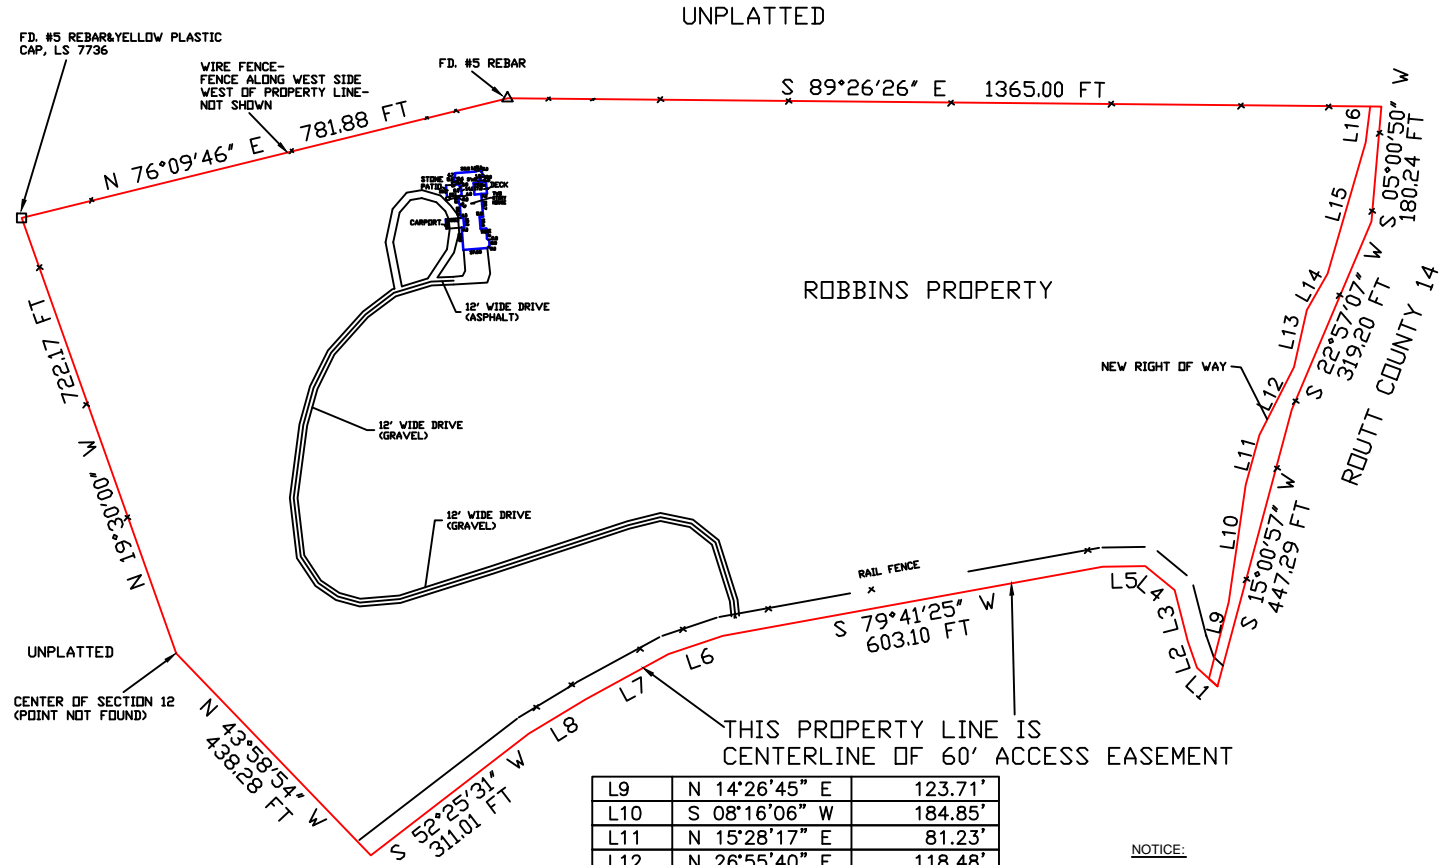 UNPLATTED
FD. #5 REBAR&YELLOW PLASTIC
CAP, LS 7736
WIRE FENCE-
FENCE ALONG WEST SIDE
WEST OF PROPERTY LINE-
NOT SHOWN
FD. #5 REBAR
N 76°09'46" E
781.88 FT
S 89°26'26" E 1365.00 FT
S 05°00'50" W
180.24 FT
L16
L15
L14
L13
L12
L11
L10
L9
STONE
PATIO
DECK
CARPORT
12' WIDE DRIVE
(ASPHALT)
ROBBINS PROPERTY
S 22°57'07" W
319.20 FT
ROUTT COUNTY 14
NEW RIGHT OF WAY
N 19°30'00" W 722.17 FT
12' WIDE DRIVE
(GRAVEL)
12' WIDE DRIVE
(GRAVEL)
S 15°00'57" W
447.29 FT
RAIL FENCE
S 79°41'25" W
603.10 FT
L5
L4
L3
L2
L1
L6
L7
L8
UNPLATTED
CENTER OF SECTION 12
(POINT NOT FOUND)
N 43°58'54" W
438.28 FT
S 52°25'31" W
311.01 FT
THIS PROPERTY LINE IS
CENTERLINE OF 60' ACCESS EASEMENT
L9 N 14°26'45" E 123.71'
L10 S 08°16'06" W 184.85'
L11 N 15°28'17" E 81.23'
L12 N 26°55'40" E 118.48'
NOTICE: